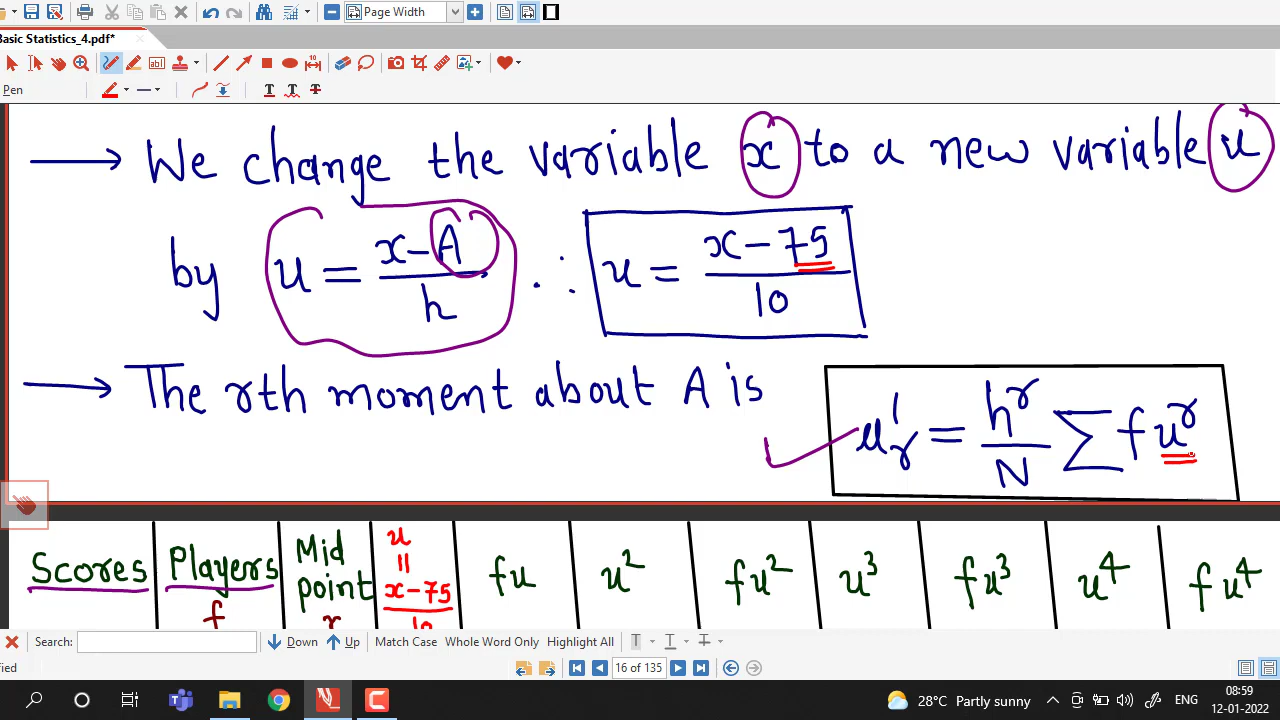 Page Width
Basic Statistics_4.pdf*
Pen
→ We change the variable x to a new variable u
by u = (x-A)/h ∴ u = (x-75)/10
→ The rth moment about A is μ'r = h^r/N Σ f u^r
Scores Players f Mid point x u = (x-75)/10 fu u² fu² u³ fu³ u⁴ fu⁴
Search: Down Up Match Case Whole Word Only Highlight All T T T
16 of 135
28°C Partly sunny ENG 08:59
12-01-2022